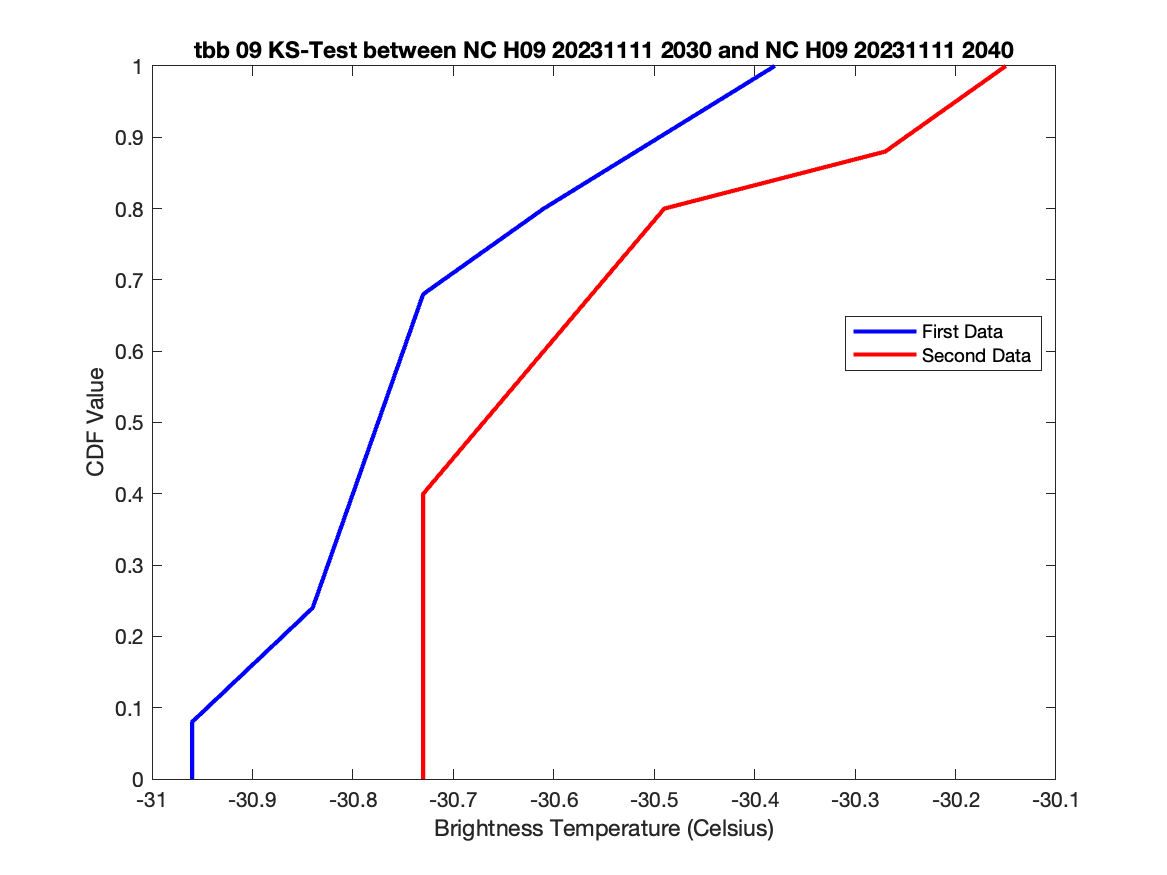 tbb 09 KS-Test between NC H09 20231111 2030 and NC H09 20231111 2040
1
0.9
0.8
0.7
0.6
0.5
0.4
0.3
0.2
0.1
0
CDF Value
First Data
Second Data
-31 -30.9 -30.8 -30.7 -30.6 -30.5 -30.4 -30.3 -30.2 -30.1
Brightness Temperature (Celsius)